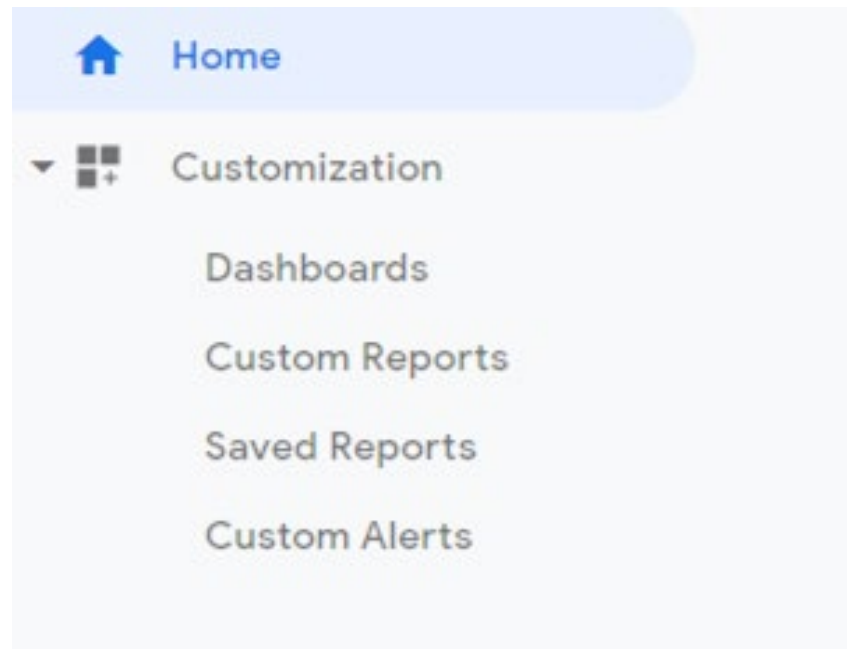 Home
Customization
Dashboards
Custom Reports
Saved Reports
Custom Alerts